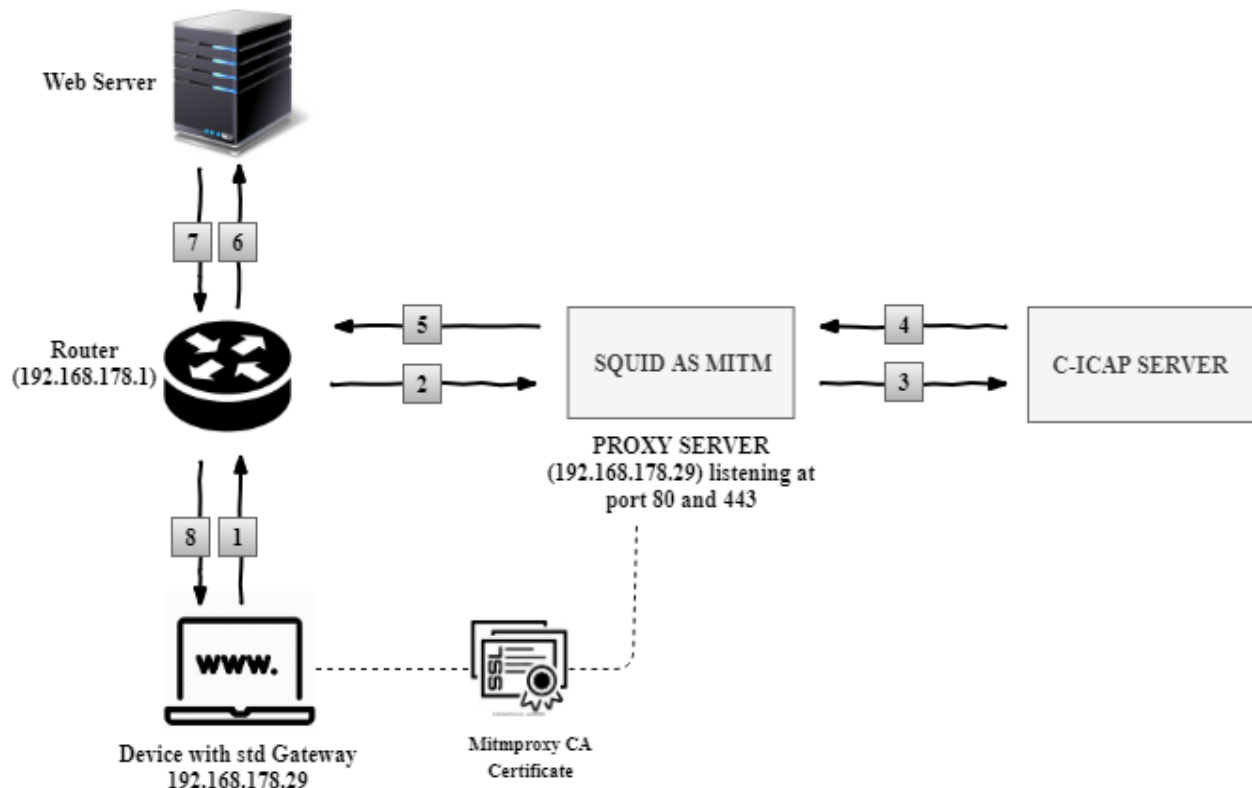 Web Server
7
6
5
4
Router
(192.168.178.1)
SQUID AS MITM
C-ICAP SERVER
2
3
PROXY SERVER
(192.168.178.29) listening at
port 80 and 443
8
1
www.
SSL
Device with std Gateway
192.168.178.29
Mitmproxy CA
Certificate